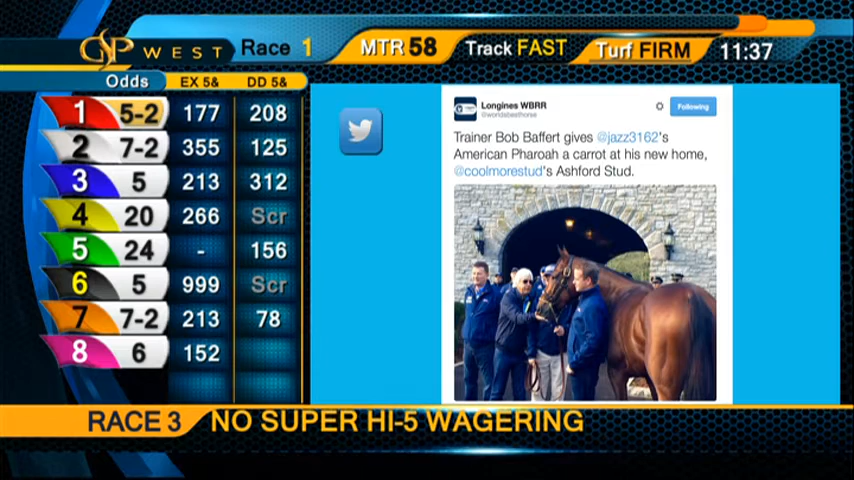 GSP WEST Race 1 MTR 58 Track FAST Turf FIRM 11:37
Odds EX 5& DD 5&
1 5-2 177 208
2 7-2 355 125
3 5 213 312
4 20 266 Scr
5 24 - 156
6 5 999 Scr
7 7-2 213 78
8 6 152
Longines WBRR
@worldsbesthorse
Following
Trainer Bob Baffert gives @jazz3162's
American Pharoah a carrot at his new home,
@coolmorestud's Ashford Stud.
RACE 3 NO SUPER HI-5 WAGERING